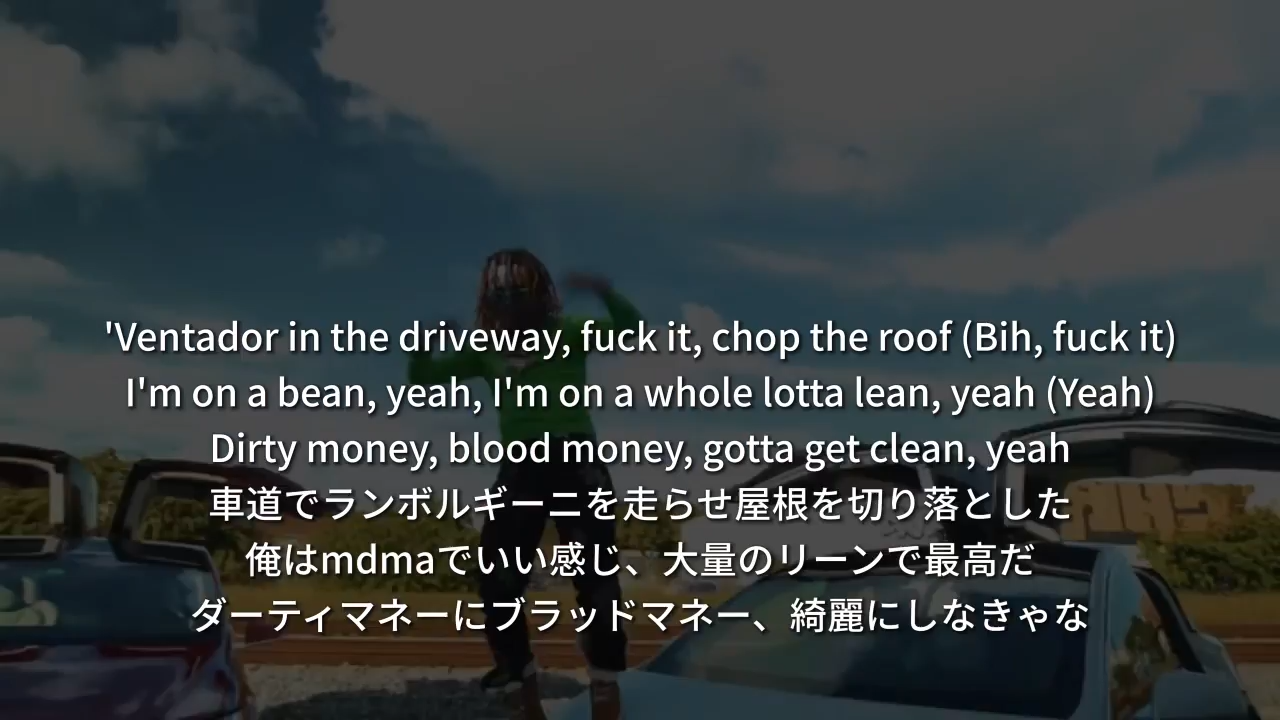 'Ventador in the driveway, fuck it, chop the roof (Bih, fuck it)
I'm on a bean, yeah, I'm on a whole lotta lean, yeah (Yeah)
Dirty money, blood money, gotta get clean, yeah
車道でランボルギーニを走らせ屋根を切り落とした
俺はmdmaでいい感じ、大量のリーンで最高だ
ダーティマネーにブラッドマネー、綺麗にしなきゃな